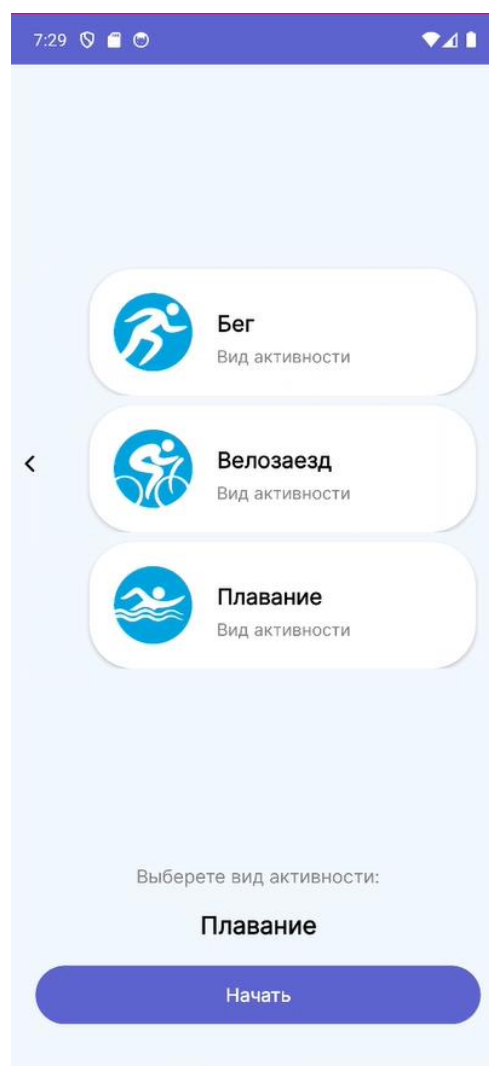 7:29
Бег
Вид активности
Велозаезд
Вид активности
Плавание
Вид активности
Выберете вид активности:
Плавание
Начать